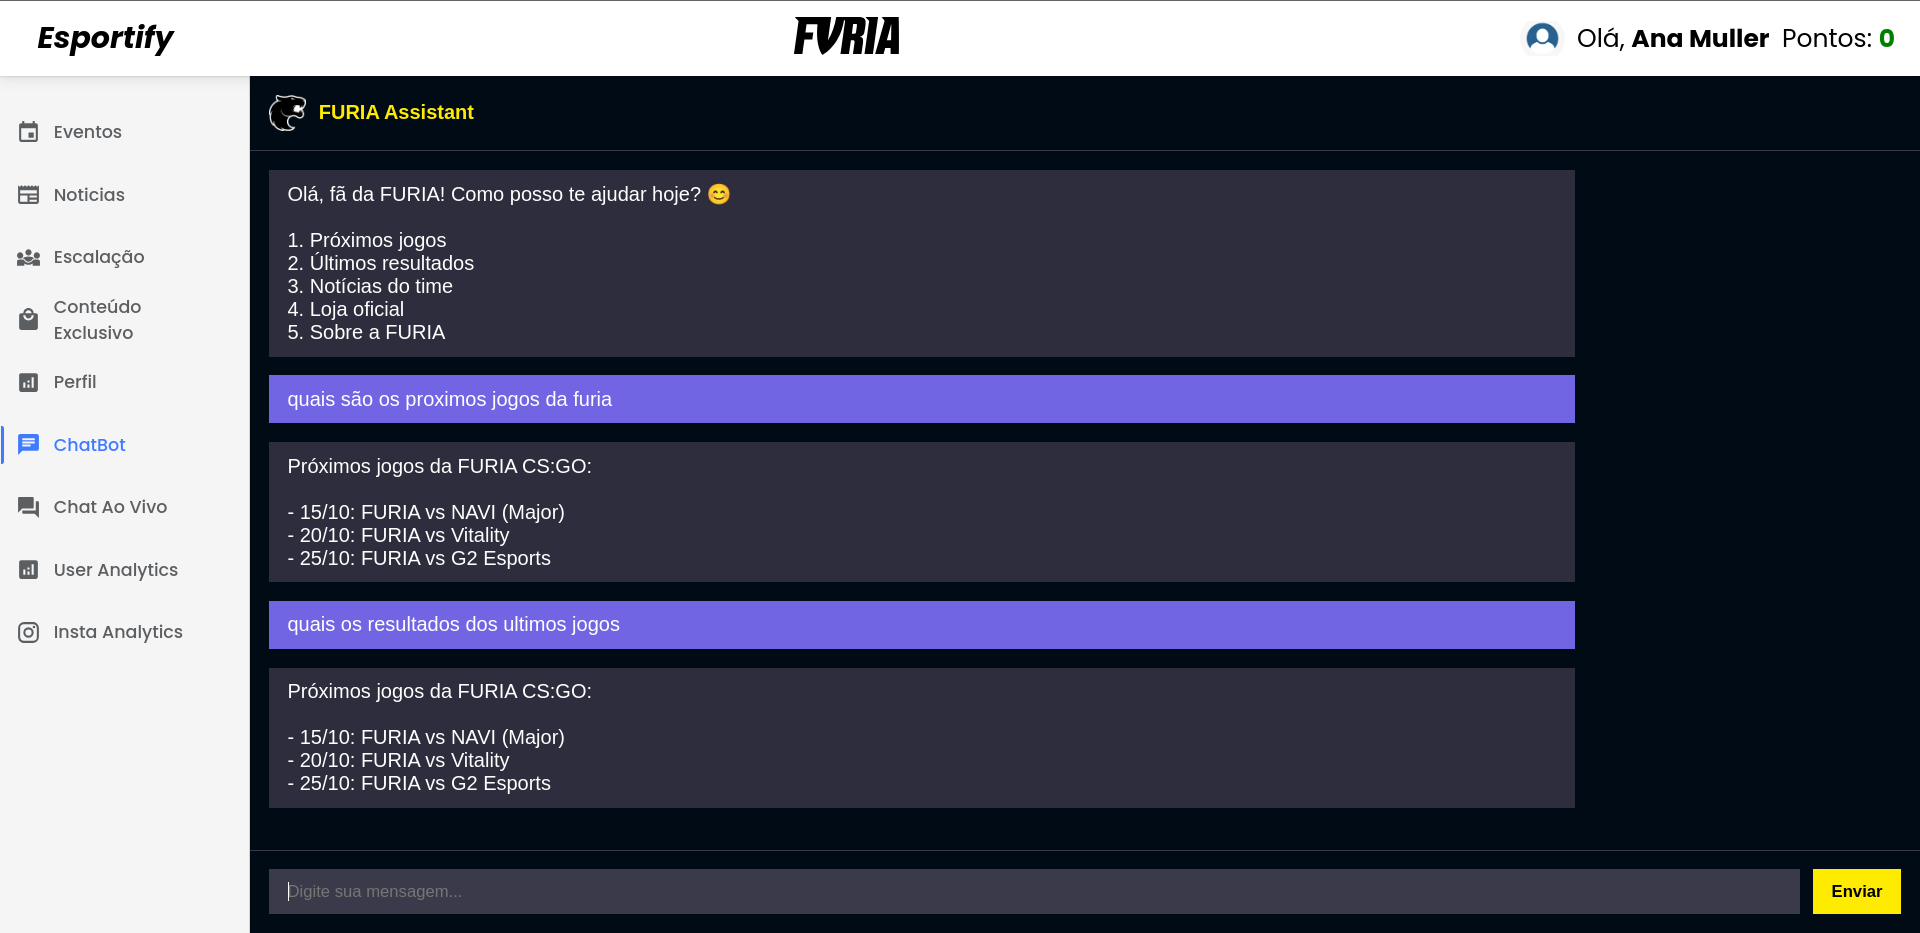 Esportify
FURIA
Olá, Ana Muller Pontos: 0
Eventos
Noticias
Escalação
Conteúdo
Exclusivo
Perfil
ChatBot
Chat Ao Vivo
User Analytics
Insta Analytics
FURIA Assistant
Olá, fã da FURIA! Como posso te ajudar hoje? 😊
1. Próximos jogos
2. Últimos resultados
3. Notícias do time
4. Loja oficial
5. Sobre a FURIA
quais são os proximos jogos da furia
Próximos jogos da FURIA CS:GO:
- 15/10: FURIA vs NAVI (Major)
- 20/10: FURIA vs Vitality
- 25/10: FURIA vs G2 Esports
quais os resultados dos ultimos jogos
Próximos jogos da FURIA CS:GO:
- 15/10: FURIA vs NAVI (Major)
- 20/10: FURIA vs Vitality
- 25/10: FURIA vs G2 Esports
Digite sua mensagem...
Enviar